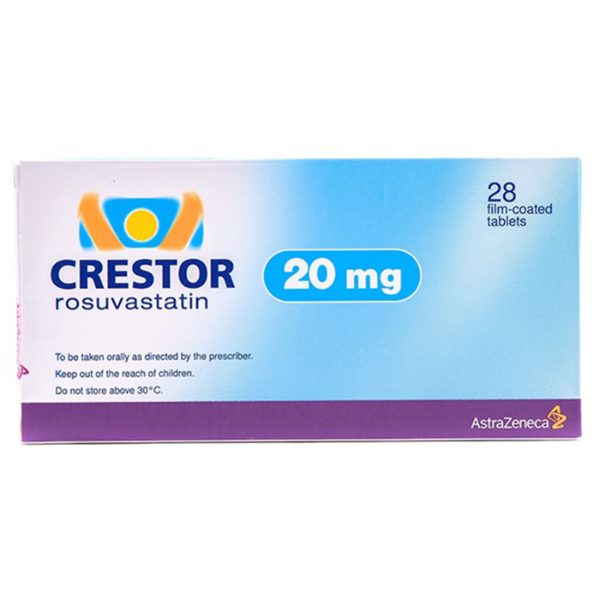 28
film-coated
tablets
CRESTOR
rosuvastatin
20 mg
To be taken orally as directed by the prescriber.
Keep out of the reach of children.
Do not store above 30°C.
AstraZeneca